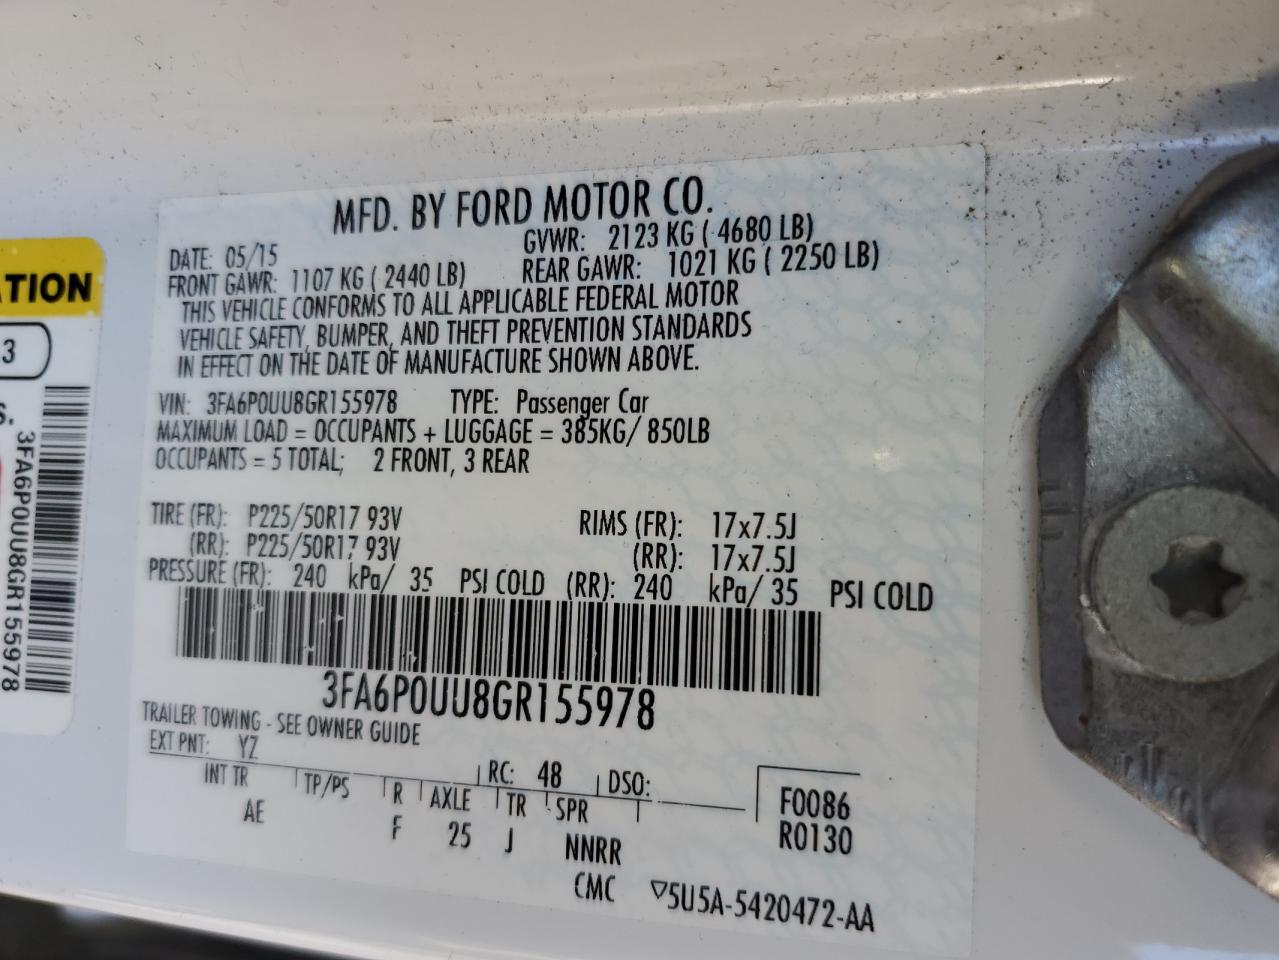 MFD. BY FORD MOTOR CO.
DATE: 05/15 GVWR: 2123 KG ( 4680 LB)
FRONT GAWR: 1107 KG ( 2440 LB) REAR GAWR: 1021 KG ( 2250 LB)
THIS VEHICLE CONFORMS TO ALL APPLICABLE FEDERAL MOTOR
VEHICLE SAFETY, BUMPER, AND THEFT PREVENTION STANDARDS
IN EFFECT ON THE DATE OF MANUFACTURE SHOWN ABOVE.
VIN: 3FA6P0UU8GR155978 TYPE: Passenger Car
MAXIMUM LOAD = OCCUPANTS + LUGGAGE = 385KG/ 850LB
OCCUPANTS = 5 TOTAL; 2 FRONT, 3 REAR
TIRE (FR): P225/50R17 93V RIMS (FR): 17x7.5J
(RR): P225/50R17 93V (RR): 17x7.5J
PRESSURE (FR): 240 kPa/ 35 PSI COLD (RR): 240 kPa/ 35 PSI COLD
3FA6P0UU8GR155978
TRAILER TOWING - SEE OWNER GUIDE
EXT PNT: YZ RC: 48 DSO:
INT TR TP/PS R AXLE TR SPR F0086
AE F 25 J NNRR R0130
CMC ▽5U5A-5420472-AA
ATION
3
S.
3FA6P0UU8GR155978